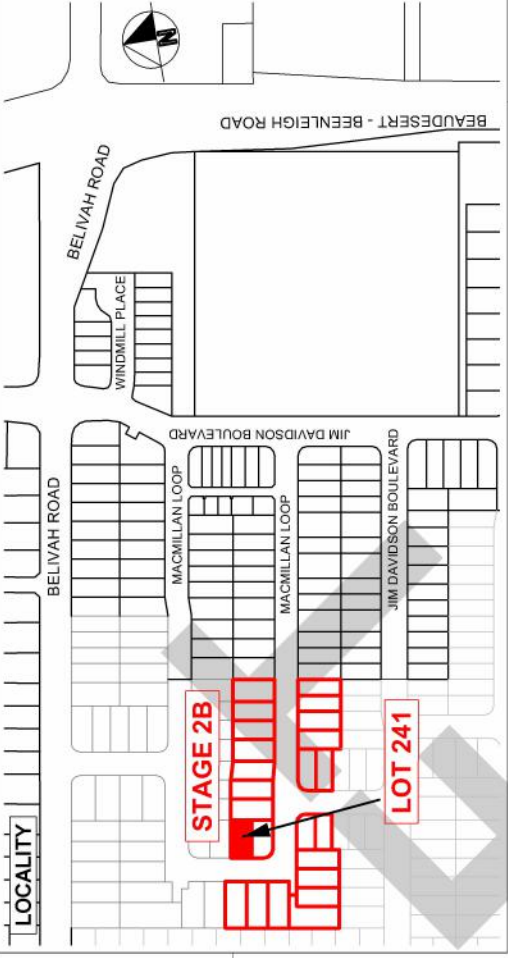 N
BEAUDESERT - BEENLEIGH ROAD
BELIVAH ROAD
WINDMILL PLACE
JIM DAVIDSON BOULEVARD
BELIVAH ROAD
MACMILLAN LOOP
MACMILLAN LOOP
JIM DAVIDSON BOULEVARD
STAGE 2B
LOT 241
LOCALITY